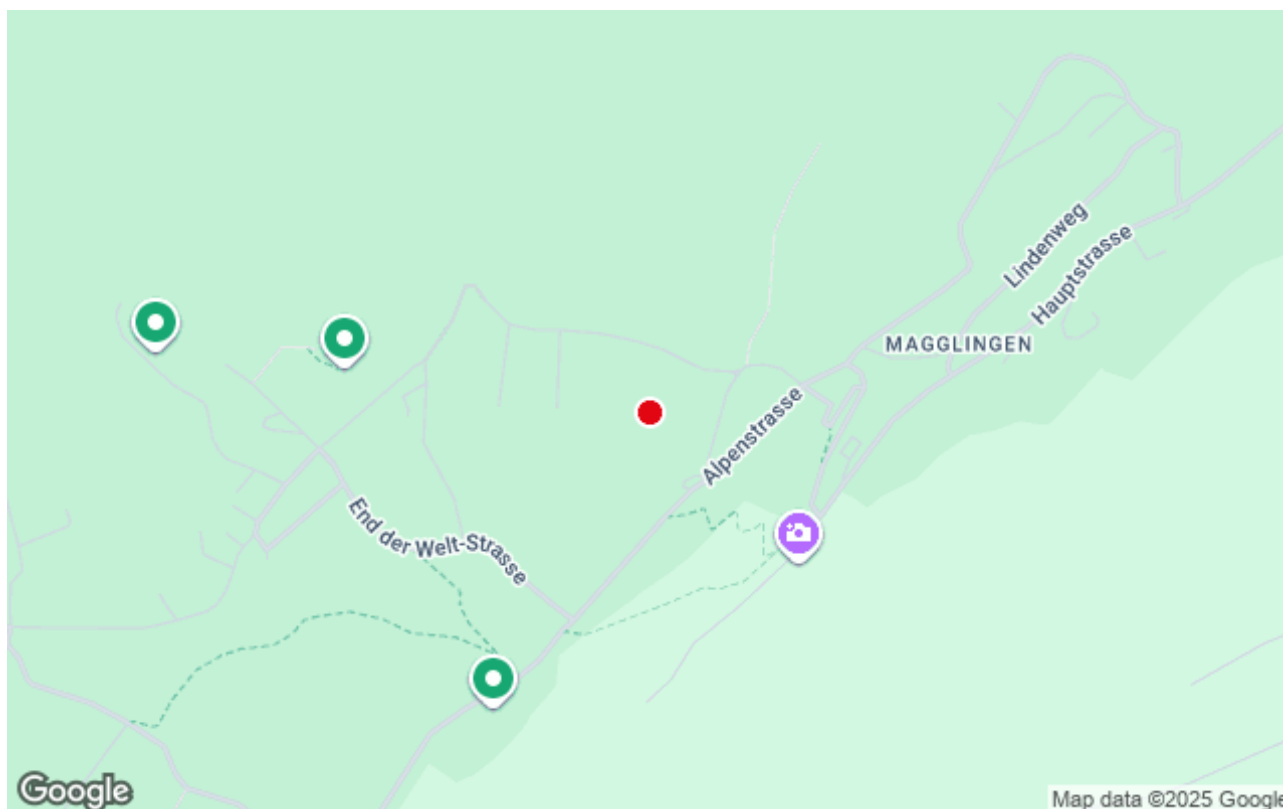 Lindenweg
Hauptstrasse
MAGGLINGEN
Alpenstrasse
End der Welt-Strasse
Google
Map data ©2025 Google